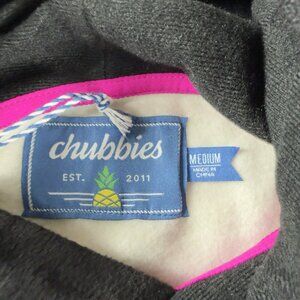 chubbies
EST. 2011
MEDIUM
MADE IN
CHINA